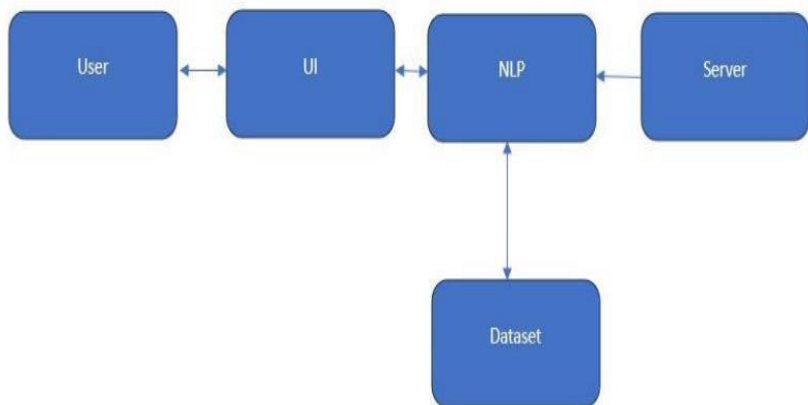 User
UI
NLP
Server
Dataset